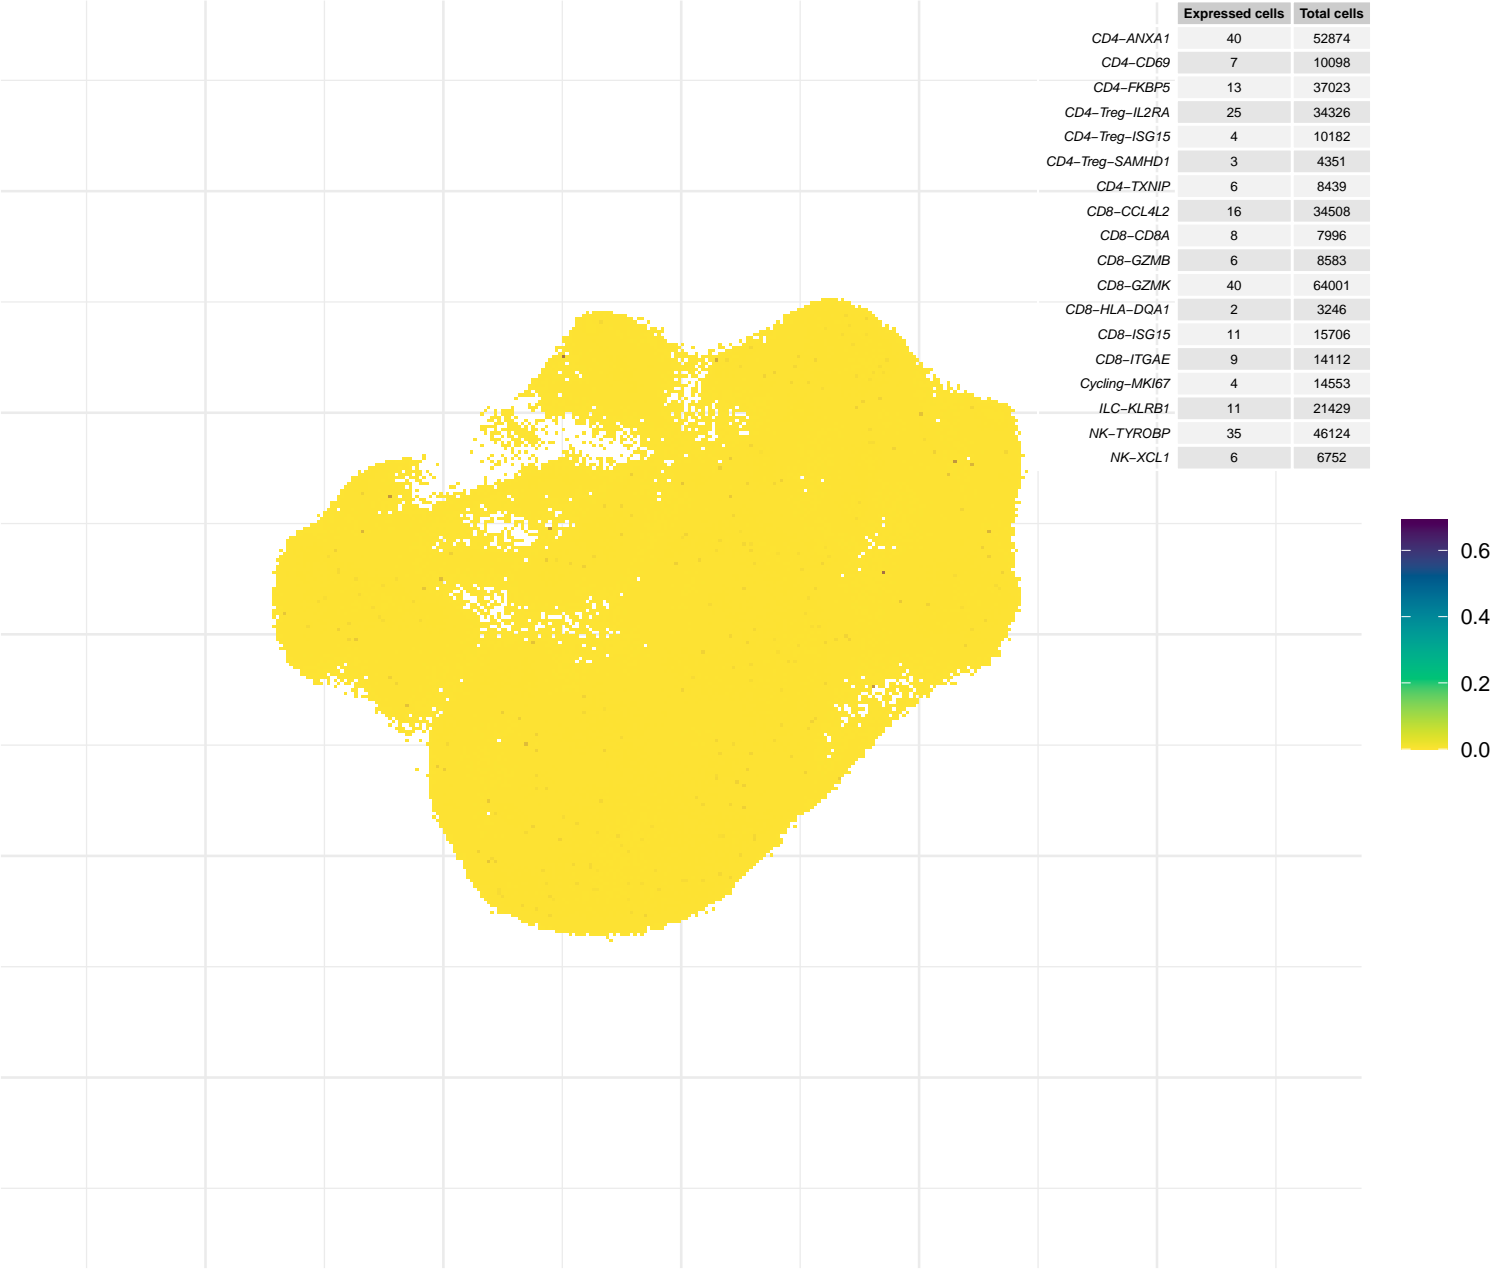 Expressed cells Total cells
CD4−ANXA1 40 52874
CD4−CD69 7 10098
CD4−FKBP5 13 37023
CD4−Treg−IL2RA 25 34326
CD4−Treg−ISG15 4 10182
CD4−Treg−SAMHD1 3 4351
CD4−TXNIP 6 8439
CD8−CCL4L2 16 34508
CD8−CD8A 8 7996
CD8−GZMB 6 8583
CD8−GZMK 40 64001
CD8−HLA−DQA1 2 3246
CD8−ISG15 11 15706
CD8−ITGAE 9 14112
Cycling−MKI67 4 14553
ILC−KLRB1 11 21429
NK−TYROBP 35 46124
NK−XCL1 6 6752
0.6
0.4
0.2
0.0